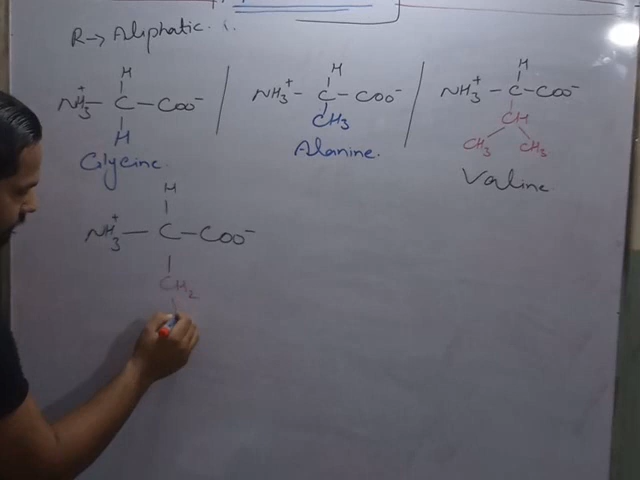 R→ Aliphatic.
H H H
NH3+ — C — COO- NH3+ — C — COO- NH3+ — C — COO-
H CH3 CH
CH3 CH3
Glycine. Alanine. Valine
H
NH3+ — C — COO-
CH2